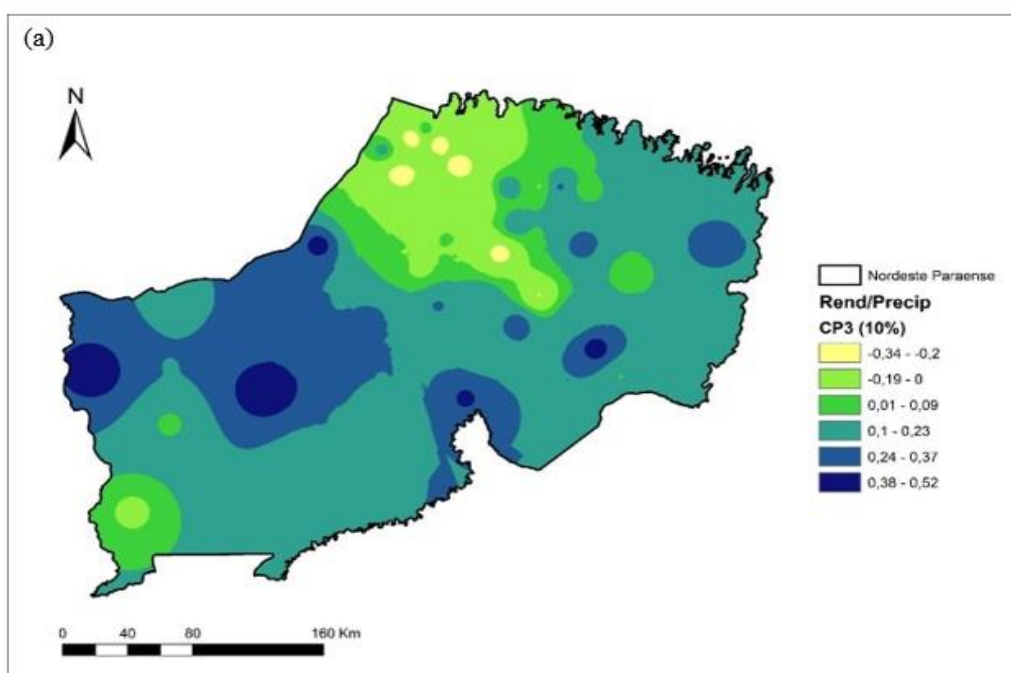 (a)
N
Nordeste Paraense
Rend/Precip
CP3 (10%)
-0,34 - -0,2
-0,19 - 0
0,01 - 0,09
0,1 - 0,23
0,24 - 0,37
0,38 - 0,52
0 40 80 160 Km